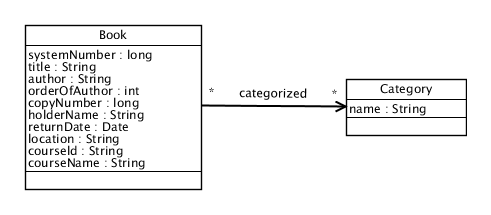 Book
systemNumber : long
title : String
author : String
orderOfAuthor : int
copyNumber : long
holderName : String
returnDate : Date
location : String
courseId : String
courseName : String
* categorized *
Category
name : String